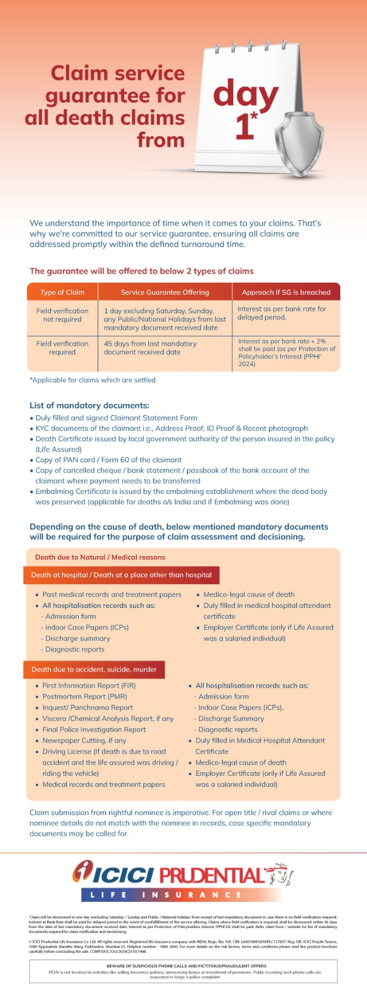 Claim service
guarantee for
all death claims
from
day
1*
We understand the importance of time when it comes to your claims. That's
why we're committed to our service guarantee, ensuring all claims are
addressed promptly within the defined turnaround time.
The guarantee will be offered to below 2 types of claims
Type of Claim
Service Guarantee Offering
Approach if SG is breached
Field verification
not required
1 day excluding Saturday, Sunday,
any Public/National Holidays from last
mandatory document received date
Interest as per bank rate for
delayed period.
Field verification
required
45 days from last mandatory
document received date
Interest as per bank rate + 2%
shall be paid (as per Protection of
Policyholder's Interest (PPHI'
2024)
*Applicable for claims which are settled
List of mandatory documents:
• Duly filled and signed Claimant Statement Form
• KYC documents of the claimant i.e., Address Proof, ID Proof & Recent photograph
• Death Certificate issued by local government authority of the person insured in the policy
(Life Assured)
• Copy of PAN card / Form 60 of the claimant
• Copy of cancelled cheque / bank statement / passbook of the bank account of the
claimant where payment needs to be transferred
• Embalming Certificate is issued by the embalming establishment where the dead body
was preserved (applicable for deaths o/s India and if Embalming was done)
Depending on the cause of death, below mentioned mandatory documents
will be required for the purpose of claim assessment and decisioning.
Death due to Natural / Medical reasons
Death at hospital / Death at a place other than hospital
• Past medical records and treatment papers
• All hospitalisation records such as:
- Admission form
- Indoor Case Papers (ICPs)
- Discharge summary
- Diagnostic reports
• Medico-legal cause of death
• Duly filled in medical hospital attendant
certificate
• Employer Certificate (only if Life Assured
was a salaried individual)
Death due to accident, suicide, murder
• First Information Report (FIR)
• Postmortem Report (PMR)
• Inquest/ Panchnama Report
• Viscera /Chemical Analysis Report, if any
• Final Police Investigation Report
• Newspaper Cutting, if any
• Driving License (If death is due to road
accident and the life assured was driving /
riding the vehicle)
• Medical records and treatment papers
• All hospitalisation records such as:
- Admission form
- Indoor Case Papers (ICPs),
- Discharge Summary
- Diagnostic reports
• Duly filled in Medical Hospital Attendant
Certificate
• Medico-legal cause of death
• Employer Certificate (only if Life Assured
was a salaried individual)
Claim submission from rightful nominee is imperative. For open title / rival claims or where
nominee details do not match with the nominee in records, case specific mandatory
documents may be called for.
ICICI PRUDENTIAL
LIFE INSURANCE
*Claim will be decisioned in one day (excluding Saturday / Sunday and Public / National holiday) from receipt of last mandatory document in case there is no field verification required.
Interest at Bank Rate shall be paid for delayed period in the event of nonfulfillment of the service offering. Claims where field verification is required, shall be decisioned within 45 days
from the date of last mandatory document received date. Interest as per Protection of Policyholders Interest (PPHI'24) shall be paid. Refer claim form / website for list of mandatory
documents required for claim notification and decisioning.
© ICICI Prudential Life Insurance Co. Ltd. All rights reserved. Registered life insurance company with IRDAI, Regn. No. 105. CIN: L66010MH2000PLC127837. Reg. Off.: ICICI PruLife Towers,
1089 Appasaheb Marathe Marg, Prabhadevi, Mumbai-25. Helpline number - 1800 2660. For more details on the risk factors, terms and conditions please read the product brochure
carefully before concluding the sale. COMP/DOC/Oct/2024/2310/7448
BEWARE OF SUSPICIOUS PHONE CALLS AND FICTITIOUS/FRAUDULENT OFFERS
IRDAI is not involved in activities like selling insurance policies, announcing bonus or investment of premiums. Public receiving such phone calls are
requested to lodge a police complaint